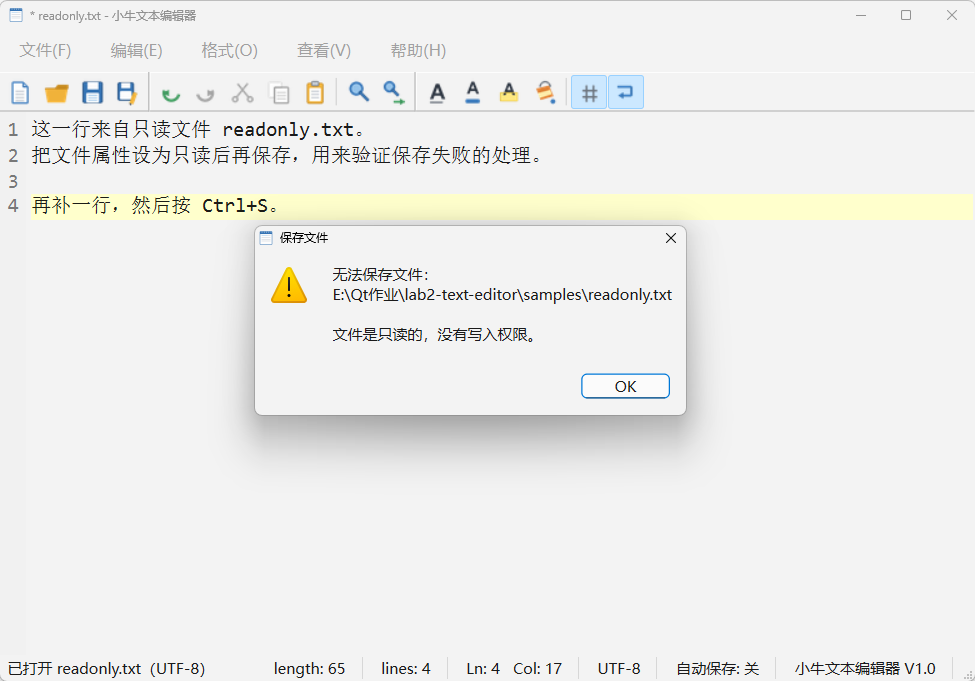 * readonly.txt - 小牛文本编辑器
文件(F) 编辑(E) 格式(O) 查看(V) 帮助(H)
1 这一行来自只读文件 readonly.txt。
2 把文件属性设为只读后再保存，用来验证保存失败的处理。
3
4 再补一行，然后按 Ctrl+S。
保存文件
无法保存文件:
E:\Qt作业\lab2-text-editor\samples\readonly.txt
文件是只读的，没有写入权限。
OK
已打开 readonly.txt（UTF-8） length: 65 lines: 4 Ln: 4 Col: 17 UTF-8 自动保存: 关 小牛文本编辑器 V1.0